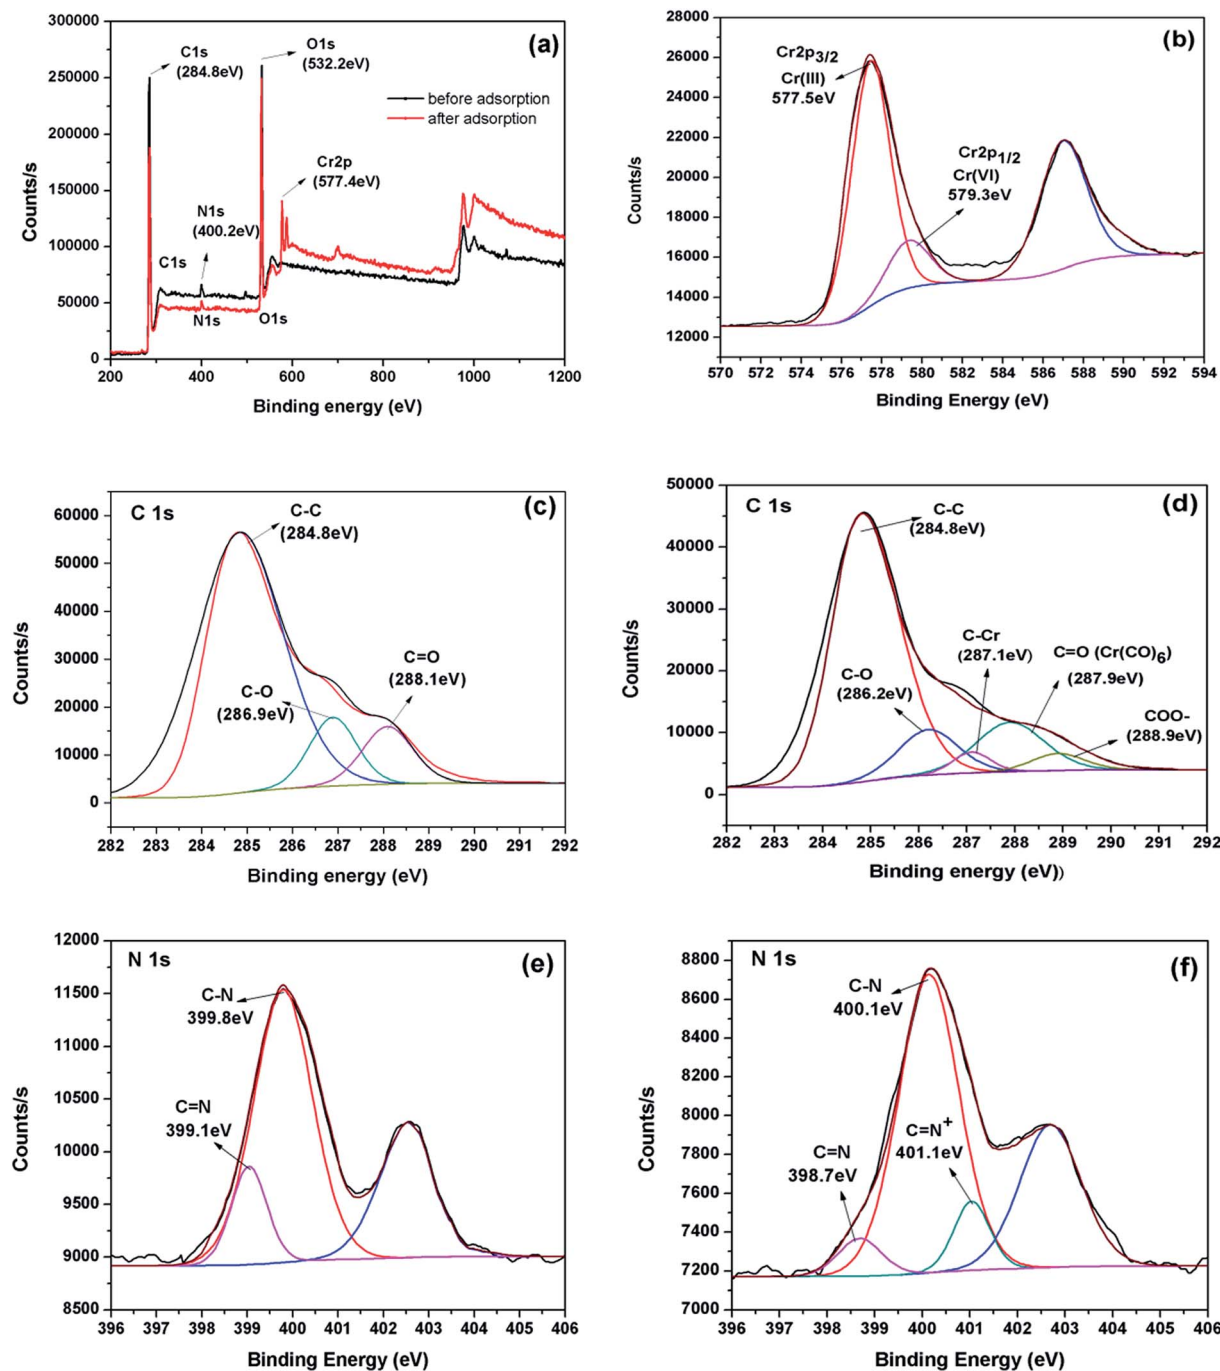 (a)
C1s
(284.8eV)
O1s
(532.2eV)
before adsorption
after adsorption
Cr2p
(577.4eV)
N1s
(400.2eV)
C1s
N1s
O1s
300000
250000
200000
150000
100000
50000
0
200 400 600 800 1000 1200
Counts/s
Binding energy (eV)
(b)
Cr2p3/2
Cr(III)
577.5eV
Cr2p1/2
Cr(VI)
579.3eV
28000
26000
24000
22000
20000
18000
16000
14000
12000
570 572 574 576 578 580 582 584 586 588 590 592 594
Counts/s
Binding Energy (eV)
(c)
C 1s
C-C
(284.8eV)
C=O
(288.1eV)
C-O
(286.9eV)
60000
50000
40000
30000
20000
10000
0
282 283 284 285 286 287 288 289 290 291 292
Counts/s
Binding energy (eV)
(d)
C 1s
C-C
(284.8eV)
C-Cr
(287.1eV)
C=O (Cr(CO)6)
(287.9eV)
C-O
(286.2eV)
COO-
(288.9eV)
50000
40000
30000
20000
10000
0
282 283 284 285 286 287 288 289 290 291 292
Counts/s
Binding energy (eV))
(e)
N 1s
C-N
399.8eV
C=N
399.1eV
12000
11500
11000
10500
10000
9500
9000
8500
396 397 398 399 400 401 402 403 404 405 406
Counts/s
Binding Energy (eV)
(f)
N 1s
C-N
400.1eV
C=N+
401.1eV
C=N
398.7eV
8800
8600
8400
8200
8000
7800
7600
7400
7200
7000
396 397 398 399 400 401 402 403 404 405 406
Counts/s
Binding Energy (eV)